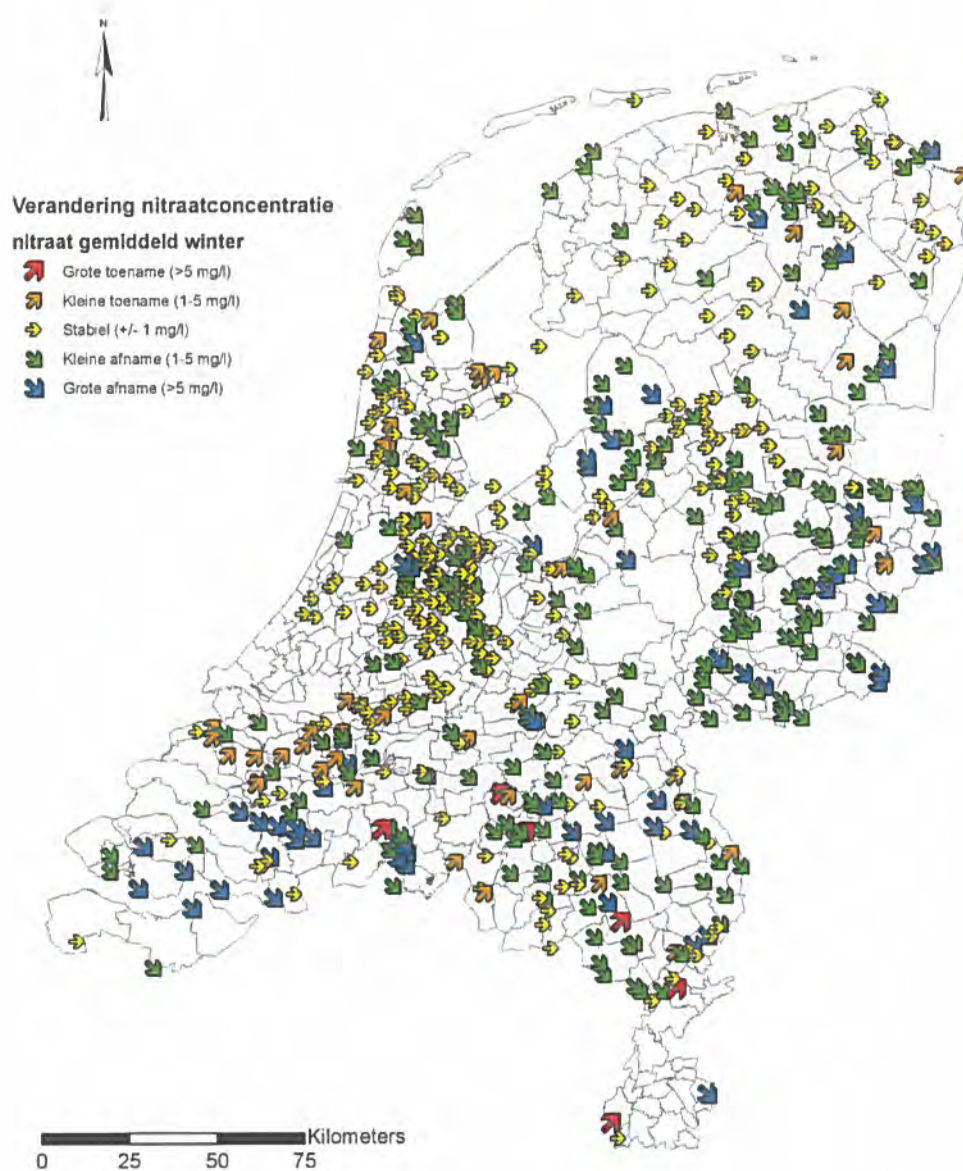 N
Verandering nitraatconcentratie
nitraat gemiddeld winter
Grote toename (>5 mg/l)
Kleine toename (1-5 mg/l)
Stabiel (+/- 1 mg/l)
Kleine afname (1-5 mg/l)
Grote afname (>5 mg/l)
Kilometers
0 25 50 75